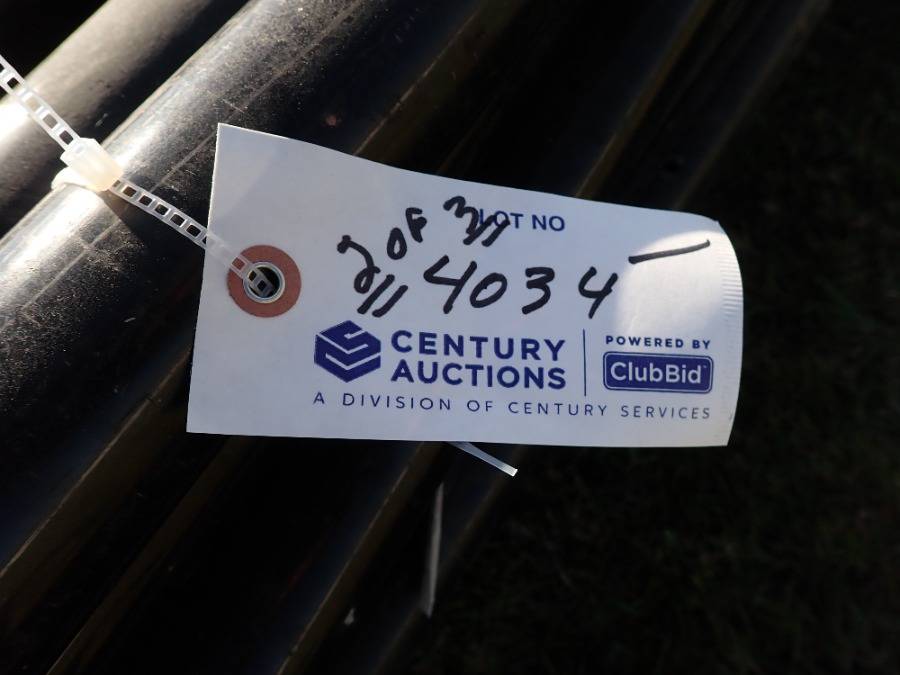 LOT NO
2 OF 3
4034
CENTURY
AUCTIONS
A DIVISION OF CENTURY SERVICES
POWERED BY
ClubBid